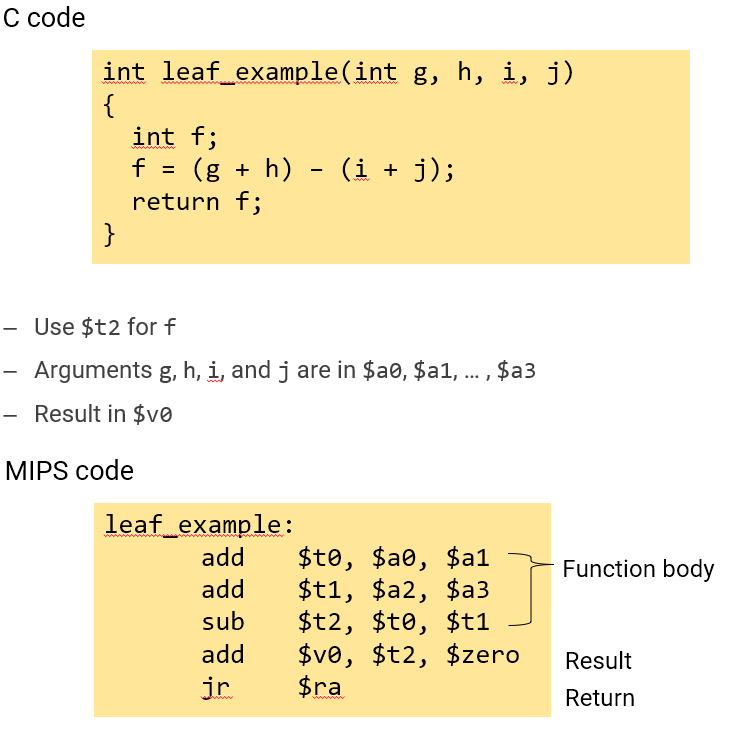 C code
int leaf_example(int g, h, i, j)
{
int f;
f = (g + h) - (i + j);
return f;
}
– Use $t2 for f
– Arguments g, h, i, and j are in $a0, $a1, ... , $a3
– Result in $v0
MIPS code
leaf_example:
add $t0, $a0, $a1
add $t1, $a2, $a3
Function body
sub $t2, $t0, $t1
add $v0, $t2, $zero
Result
jr $ra
Return